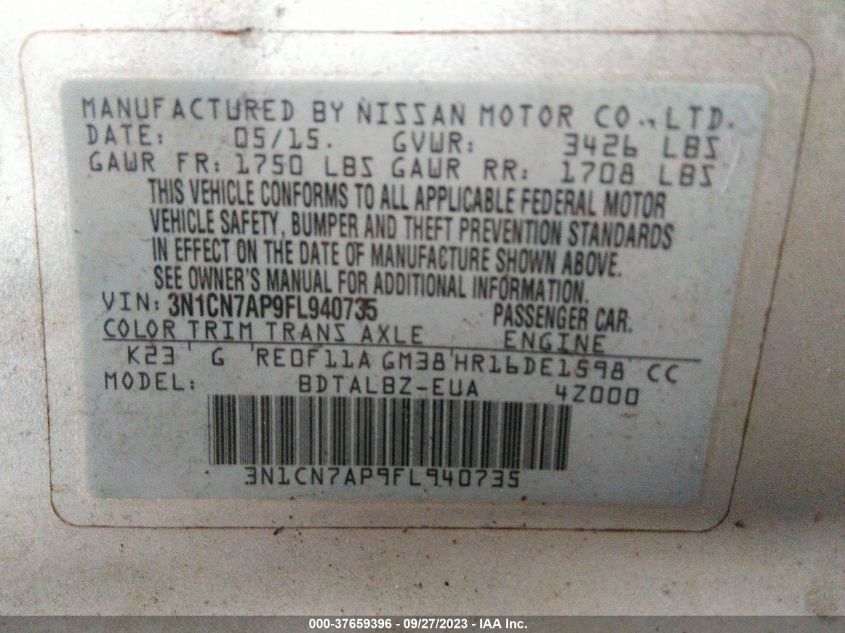 MANUFACTURED BY NISSAN MOTOR CO., LTD.
DATE: 05/15. GVWR: 3426 LBS
GAWR FR: 1750 LBS GAWR RR: 1708 LBS
THIS VEHICLE CONFORMS TO ALL APPLICABLE FEDERAL MOTOR
VEHICLE SAFETY, BUMPER AND THEFT PREVENTION STANDARDS
IN EFFECT ON THE DATE OF MANUFACTURE SHOWN ABOVE.
SEE OWNER'S MANUAL FOR ADDITIONAL INFORMATION.
VIN: 3N1CN7AP9FL940735 PASSENGER CAR.
COLOR TRIM TRANS AXLE ENGINE
K23 G RE0F11A GM38 HR16DE1598 CC
MODEL: BDTALBZ-EUA 4Z000
3N1CN7AP9FL940735
000-37659396 - 09/27/2023 - IAA Inc.